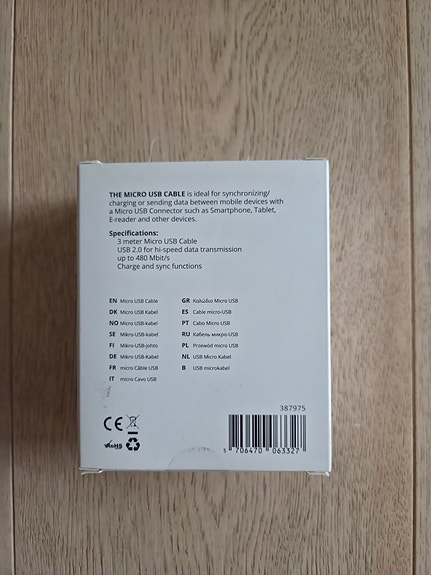 THE MICRO USB CABLE is ideal for synchronizing/
charging or sending data between mobile devices with
a Micro USB Connector such as Smartphone, Tablet,
E-reader and other devices.
Specifications:
3 meter Micro USB Cable
USB 2.0 for hi-speed data transmission
up to 480 Mbit/s
Charge and sync functions
EN Micro USB Cable
DK Micro USB Kabel
NO Micro USB-kabel
SE Mikro-USB-kabel
FI Mikro-USB-johto
DE Mikro USB-Kabel
FR micro Câble USB
IT micro Cavo USB
GR Καλώδιο Micro USB
ES Cable micro-USB
PT Cabo Micro USB
RU Кабель микро-USB
PL Przewód micro USB
NL USB Micro Kabel
B USB microkabel
CE
RoHS
387975
5 706470 063327